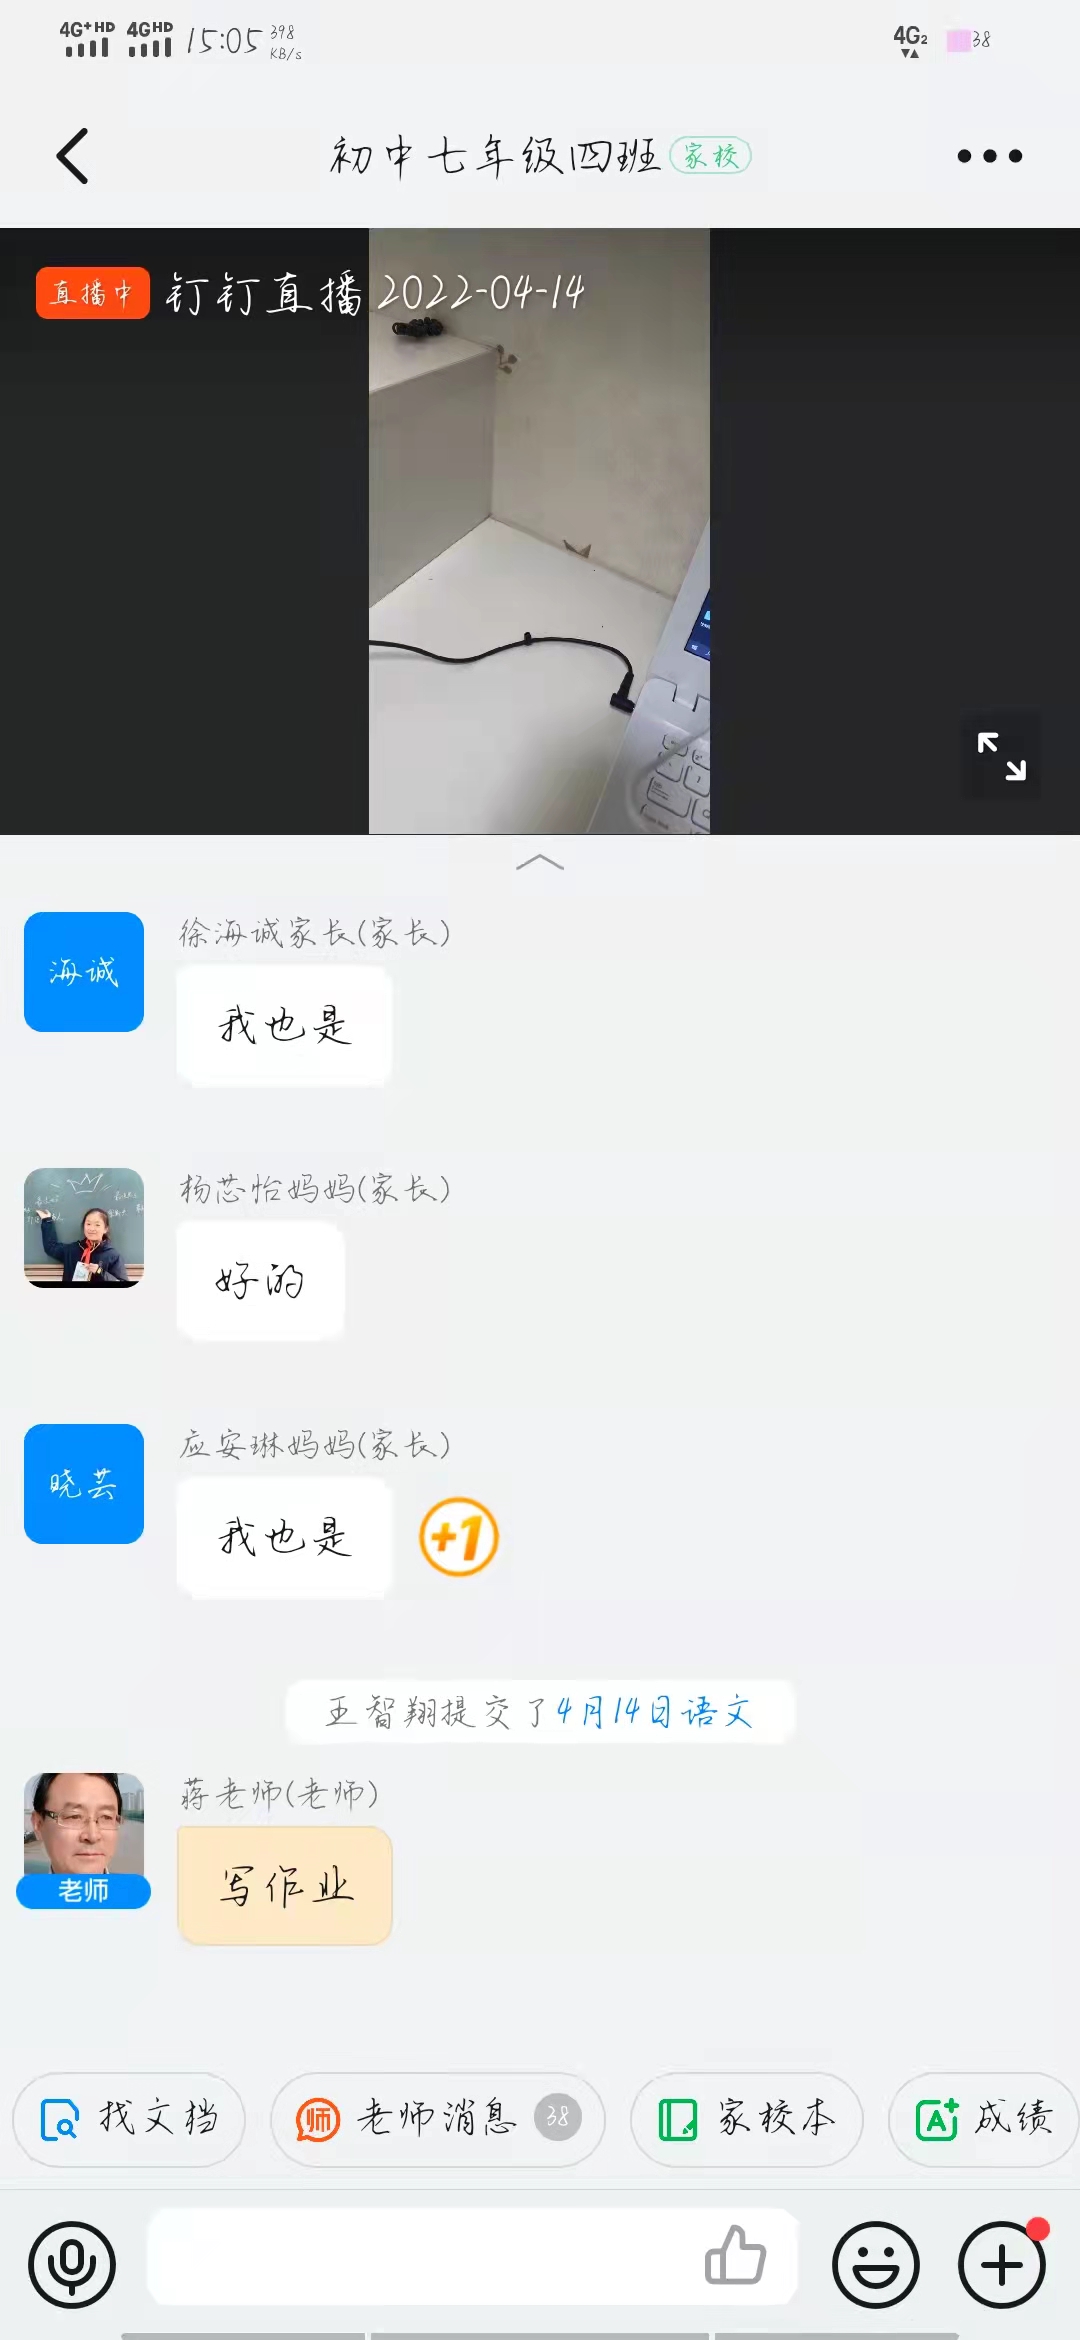 4G+HD 4GHD 15:05 398 KB/s 4G2 38
初中七年级四班 家校
直播中 钉钉直播 2022-04-14
徐海诚家长(家长)
海诚
我也是
杨芯怡妈妈(家长)
好的
应安琳妈妈(家长)
晓芸
我也是 +1
王智翔提交了4月14日语文
蒋老师(老师)
老师
写作业
找文档 师 老师消息 38 家校本 A+ 成绩